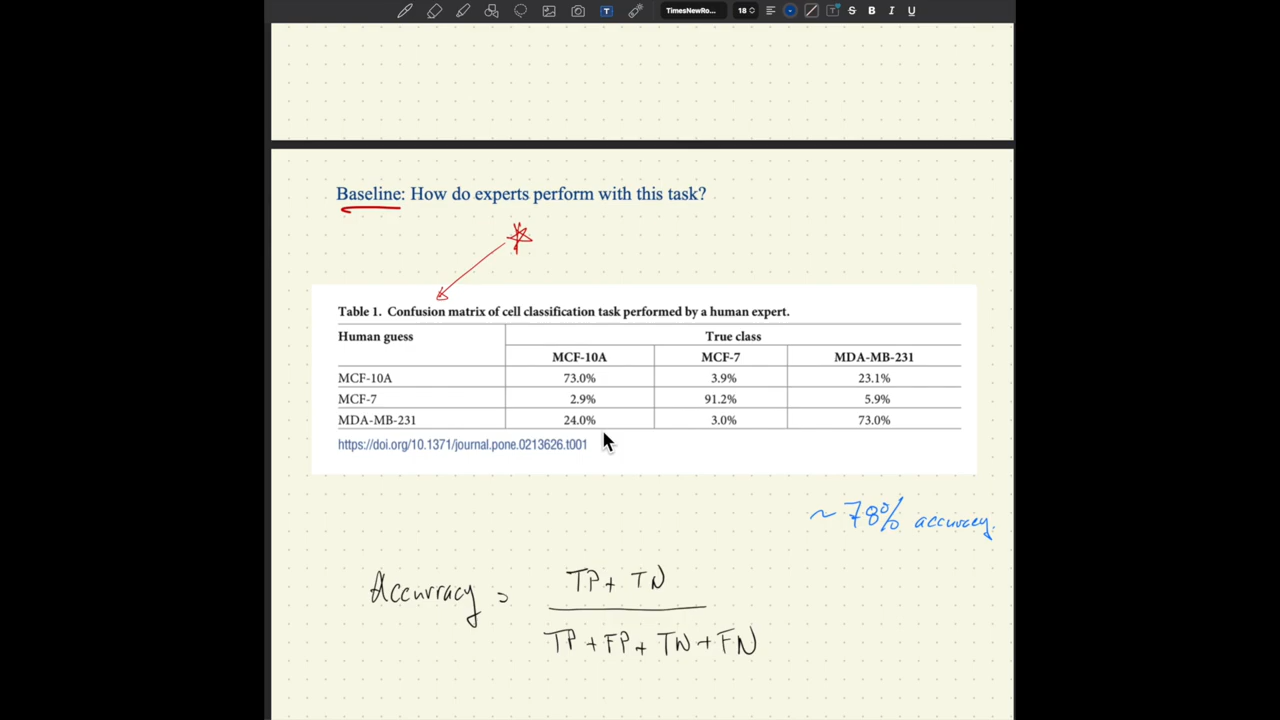 TimesNewRo... 18 S B I U
Baseline: How do experts perform with this task?
Table 1. Confusion matrix of cell classification task performed by a human expert.
Human guess True class
MCF-10A MCF-7 MDA-MB-231
MCF-10A 73.0% 3.9% 23.1%
MCF-7 2.9% 91.2% 5.9%
MDA-MB-231 24.0% 3.0% 73.0%
https://doi.org/10.1371/journal.pone.0213626.t001
~ 78% accuracy.
Accurracy =
TP + TN
TP + FP + TN + FN